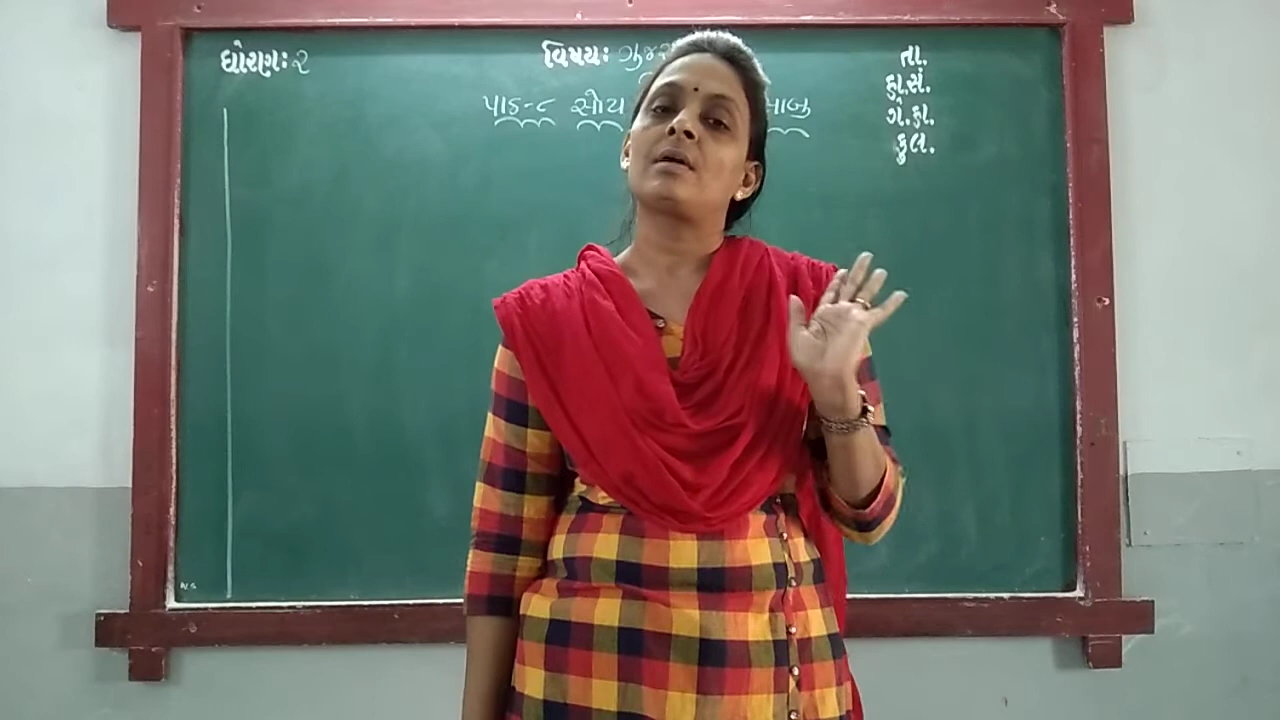 ધોરણઃ ૨
વિષયઃ
પાઠ-૮ સોય સાબુ
તા.
હા.સં.
ગે.હા.
કુલ.